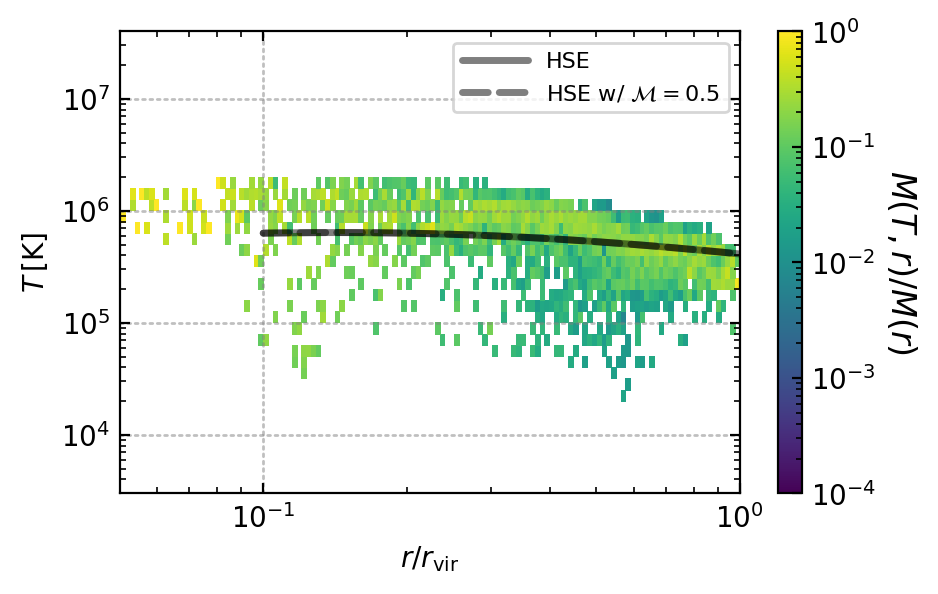 HSE
HSE w/ ℳ = 0.5
10⁷
10⁶
10⁵
10⁴
T [K]
10⁻¹
10⁰
r/r_vir
10⁰
10⁻¹
10⁻²
10⁻³
10⁻⁴
M(T, r)/M(r)